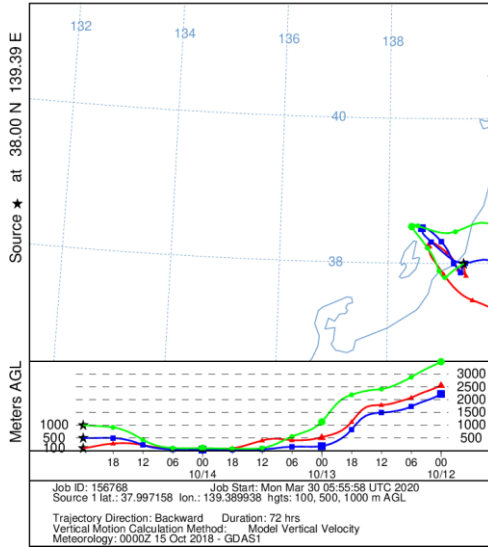 132
134
136
138
40
38
Source ★ at 38.00 N 139.39 E
Meters AGL
3000
2500
2000
1500
1000
500
1000
500
100
18 12 06 00 18 12 06 00 18 12 06 00
10/14 10/13 10/12
Job ID: 156768 Job Start: Mon Mar 30 05:55:58 UTC 2020
Source 1 lat.: 37.997158 lon.: 139.389938 hgts: 100, 500, 1000 m AGL
Trajectory Direction: Backward Duration: 72 hrs
Vertical Motion Calculation Method: Model Vertical Velocity
Meteorology: 0000Z 15 Oct 2018 - GDAS1